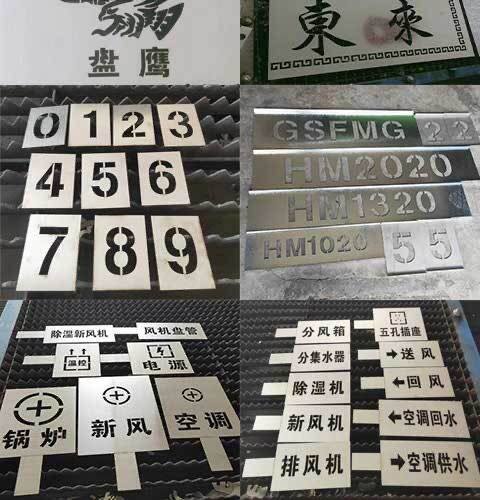 盘鹰
東來
0 1 2 3
4 5 6
7 8 9
GSFMG 22
HM2020
HM1320
HM1020 5 5
除湿新风机
风机盘管
温控
电源
锅炉
新风
空调
分风箱
分集水器
除湿机
新风机
排风机
五孔插座
→送风
←回风
←空调回水
→空调供水